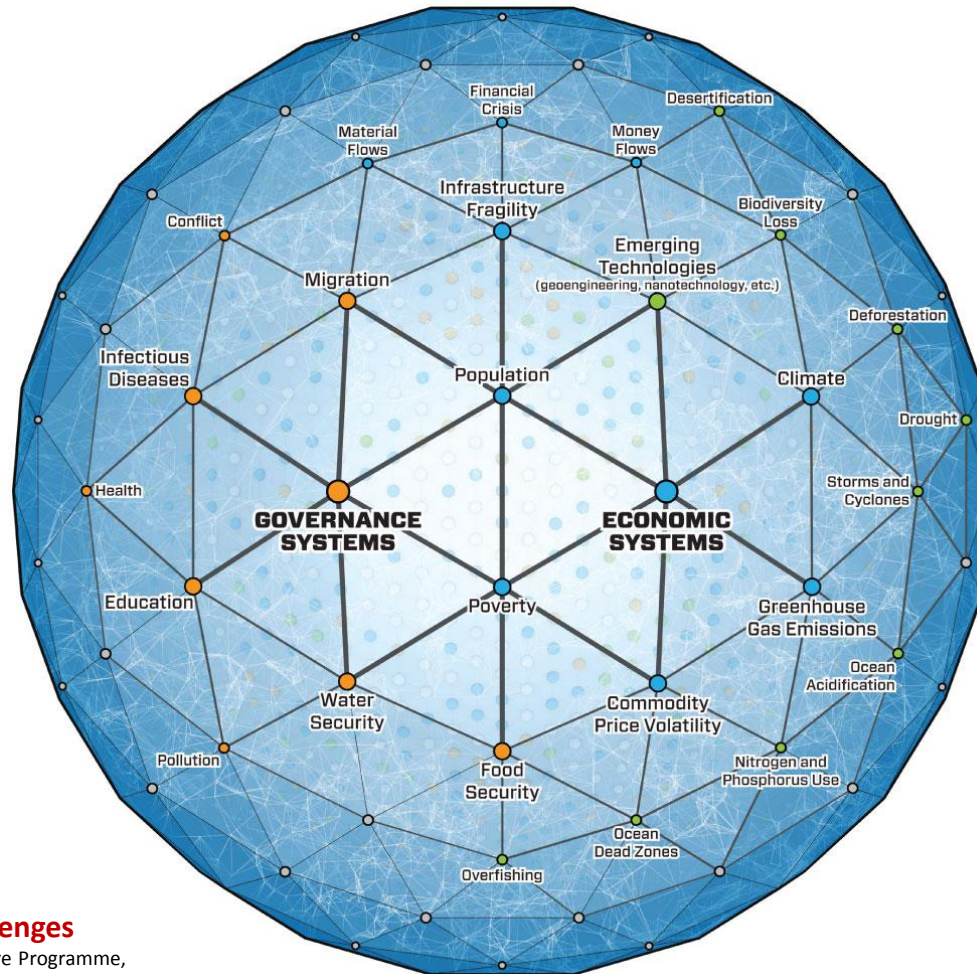 Financial
Crisis
Desertification
Material
Flows
Money
Flows
Infrastructure
Fragility
Conflict
Biodiversity
Loss
Emerging
Technologies
(geoengineering, nanotechnology, etc.)
Migration
Deforestation
Infectious
Diseases
Population
Climate
Drought
Health
Storms and
Cyclones
GOVERNANCE
SYSTEMS
ECONOMIC
SYSTEMS
Education
Poverty
Greenhouse
Gas Emissions
Ocean
Acidification
Water
Security
Commodity
Price Volatility
Pollution
Food
Security
Nitrogen and
Phosphorus Use
Ocean
Dead Zones
Overfishing
enges
e Programme,